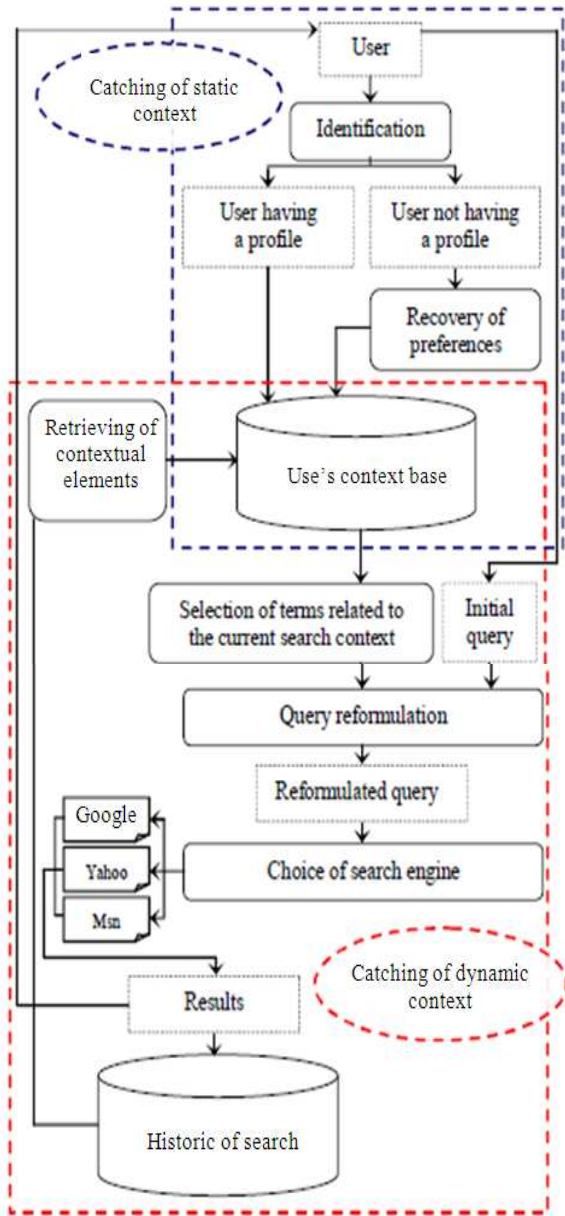 User
Catching of static
context
Identification
User having
a profile
User not having
a profile
Recovery of
preferences
Retrieving of
contextual
elements
Use's context base
Selection of terms related to
the current search context
Initial
query
Query reformulation
Reformulated query
Google
Yahoo
Msn
Choice of search engine
Catching of dynamic
context
Results
Historic of search